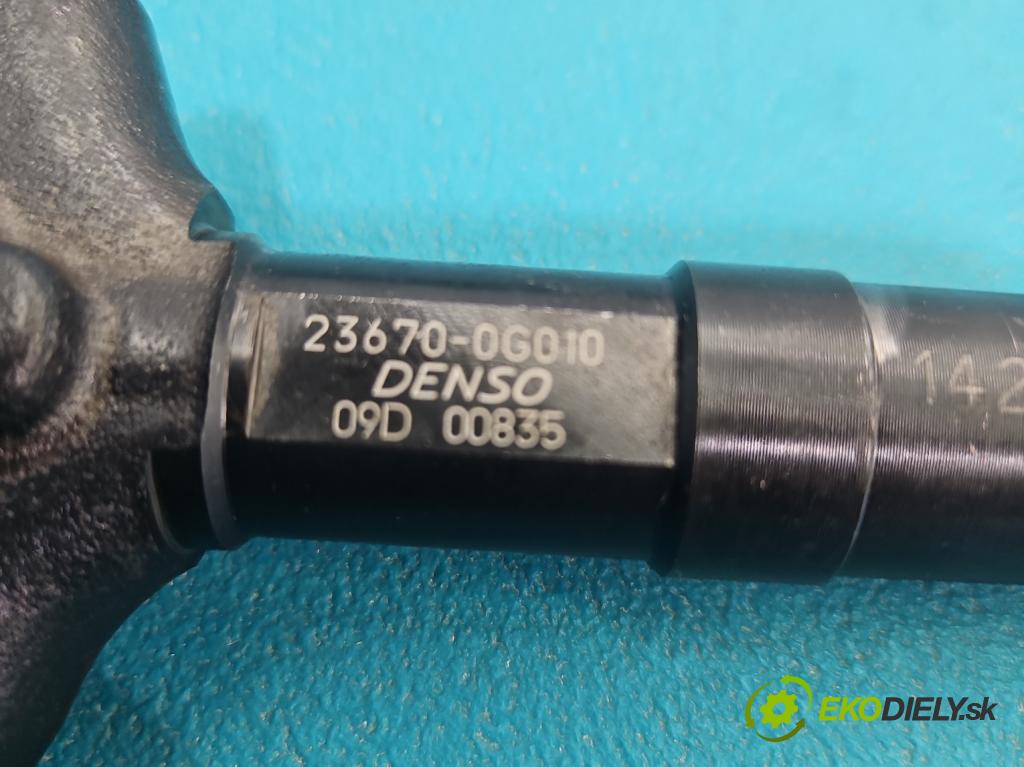 23670-0G010
DENSO
09D 00835
142
EKODIELY.sk